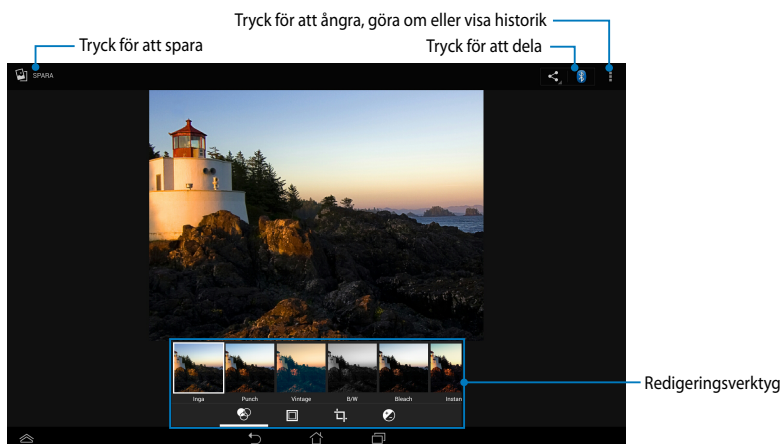 Tryck för att ångra, göra om eller visa historik
Tryck för att spara
Tryck för att dela
SPARA
Inga
Punch
Vintage
B/W
Bleach
Instan
Redigeringsverktyg